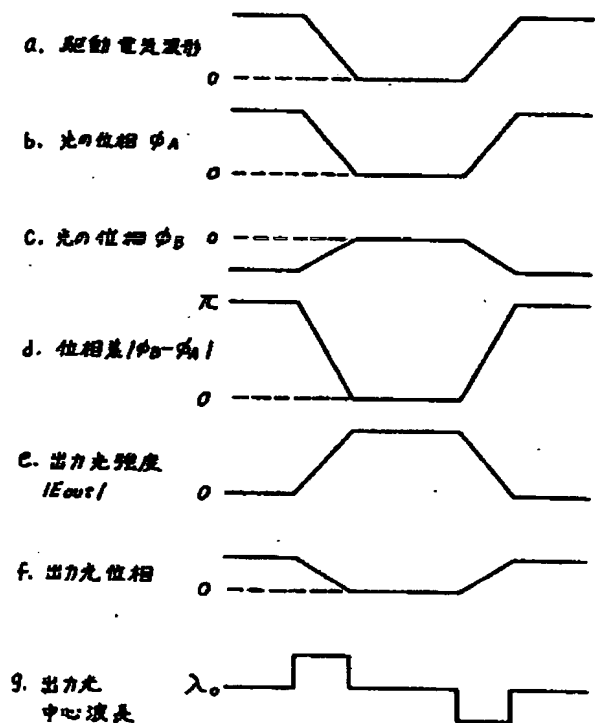 a. 駆動電気波形
0
b. 光の位相 φA
0
c. 光の位相 φB
0
π
d. 位相差|φB-φA|
0
e. 出力光強度
|Eout|
0
f. 出力光位相
0
g. 出力光
中心波長
λ₀